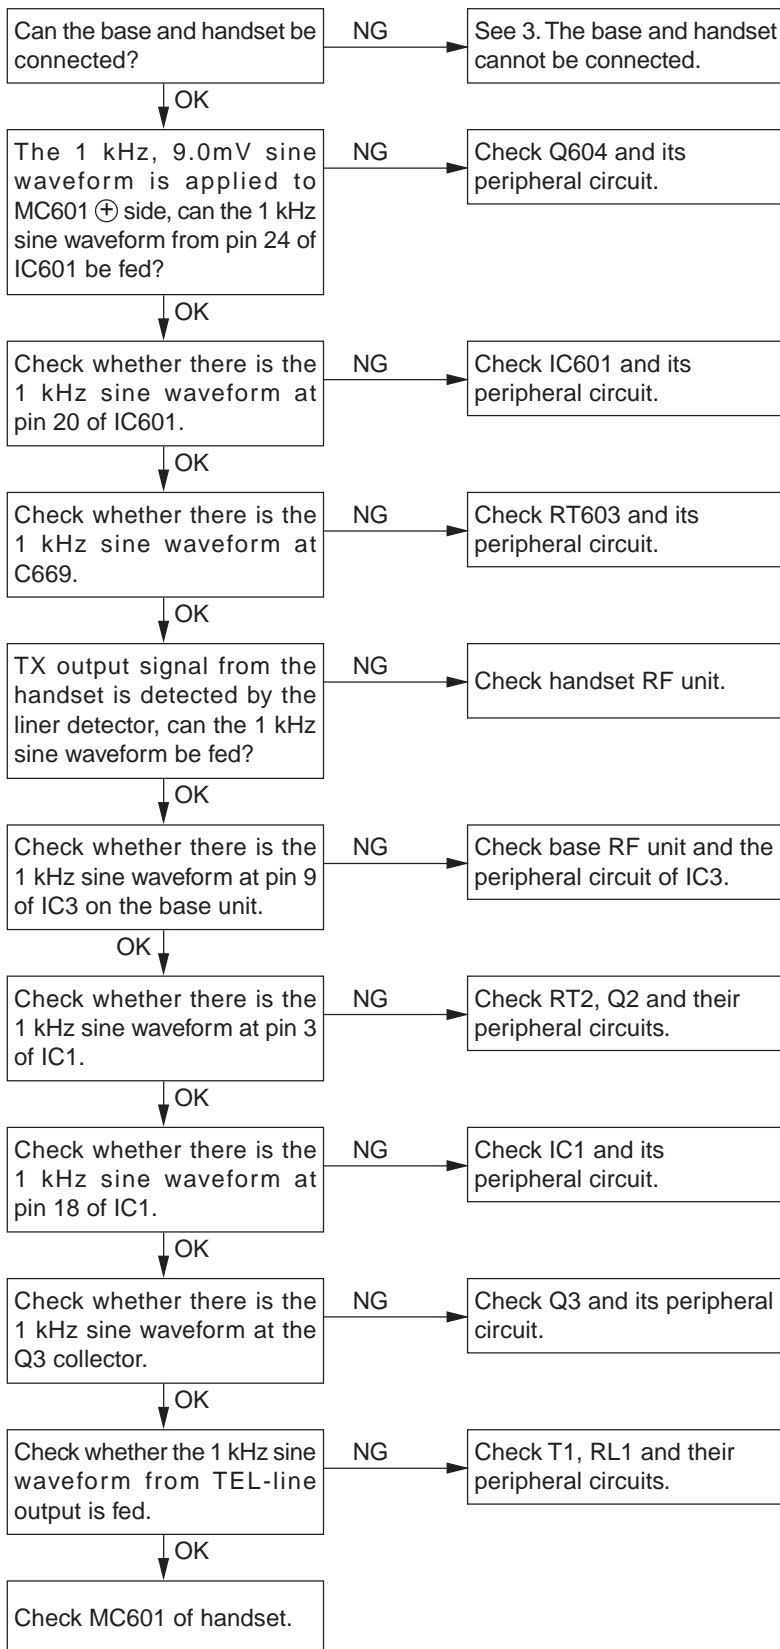 Can the base and handset be
connected?
NG
See 3. The base and handset
cannot be connected.
OK
The 1 kHz, 9.0mV sine
waveform is applied to
MC601 ⊕ side, can the 1 kHz
sine waveform from pin 24 of
IC601 be fed?
NG
Check Q604 and its
peripheral circuit.
OK
Check whether there is the
1 kHz sine waveform at
pin 20 of IC601.
NG
Check IC601 and its
peripheral circuit.
OK
Check whether there is the
1 kHz sine waveform at
C669.
NG
Check RT603 and its
peripheral circuit.
OK
TX output signal from the
handset is detected by the
liner detector, can the 1 kHz
sine waveform be fed?
NG
Check handset RF unit.
OK
Check whether there is the
1 kHz sine waveform at pin 9
of IC3 on the base unit.
NG
Check base RF unit and the
peripheral circuit of IC3.
OK
Check whether there is the
1 kHz sine waveform at pin 3
of IC1.
NG
Check RT2, Q2 and their
peripheral circuits.
OK
Check whether there is the
1 kHz sine waveform at
pin 18 of IC1.
NG
Check IC1 and its
peripheral circuit.
OK
Check whether there is the
1 kHz sine waveform at the
Q3 collector.
NG
Check Q3 and its peripheral
circuit.
OK
Check whether the 1 kHz sine
waveform from TEL-line
output is fed.
NG
Check T1, RL1 and their
peripheral circuits.
OK
Check MC601 of handset.